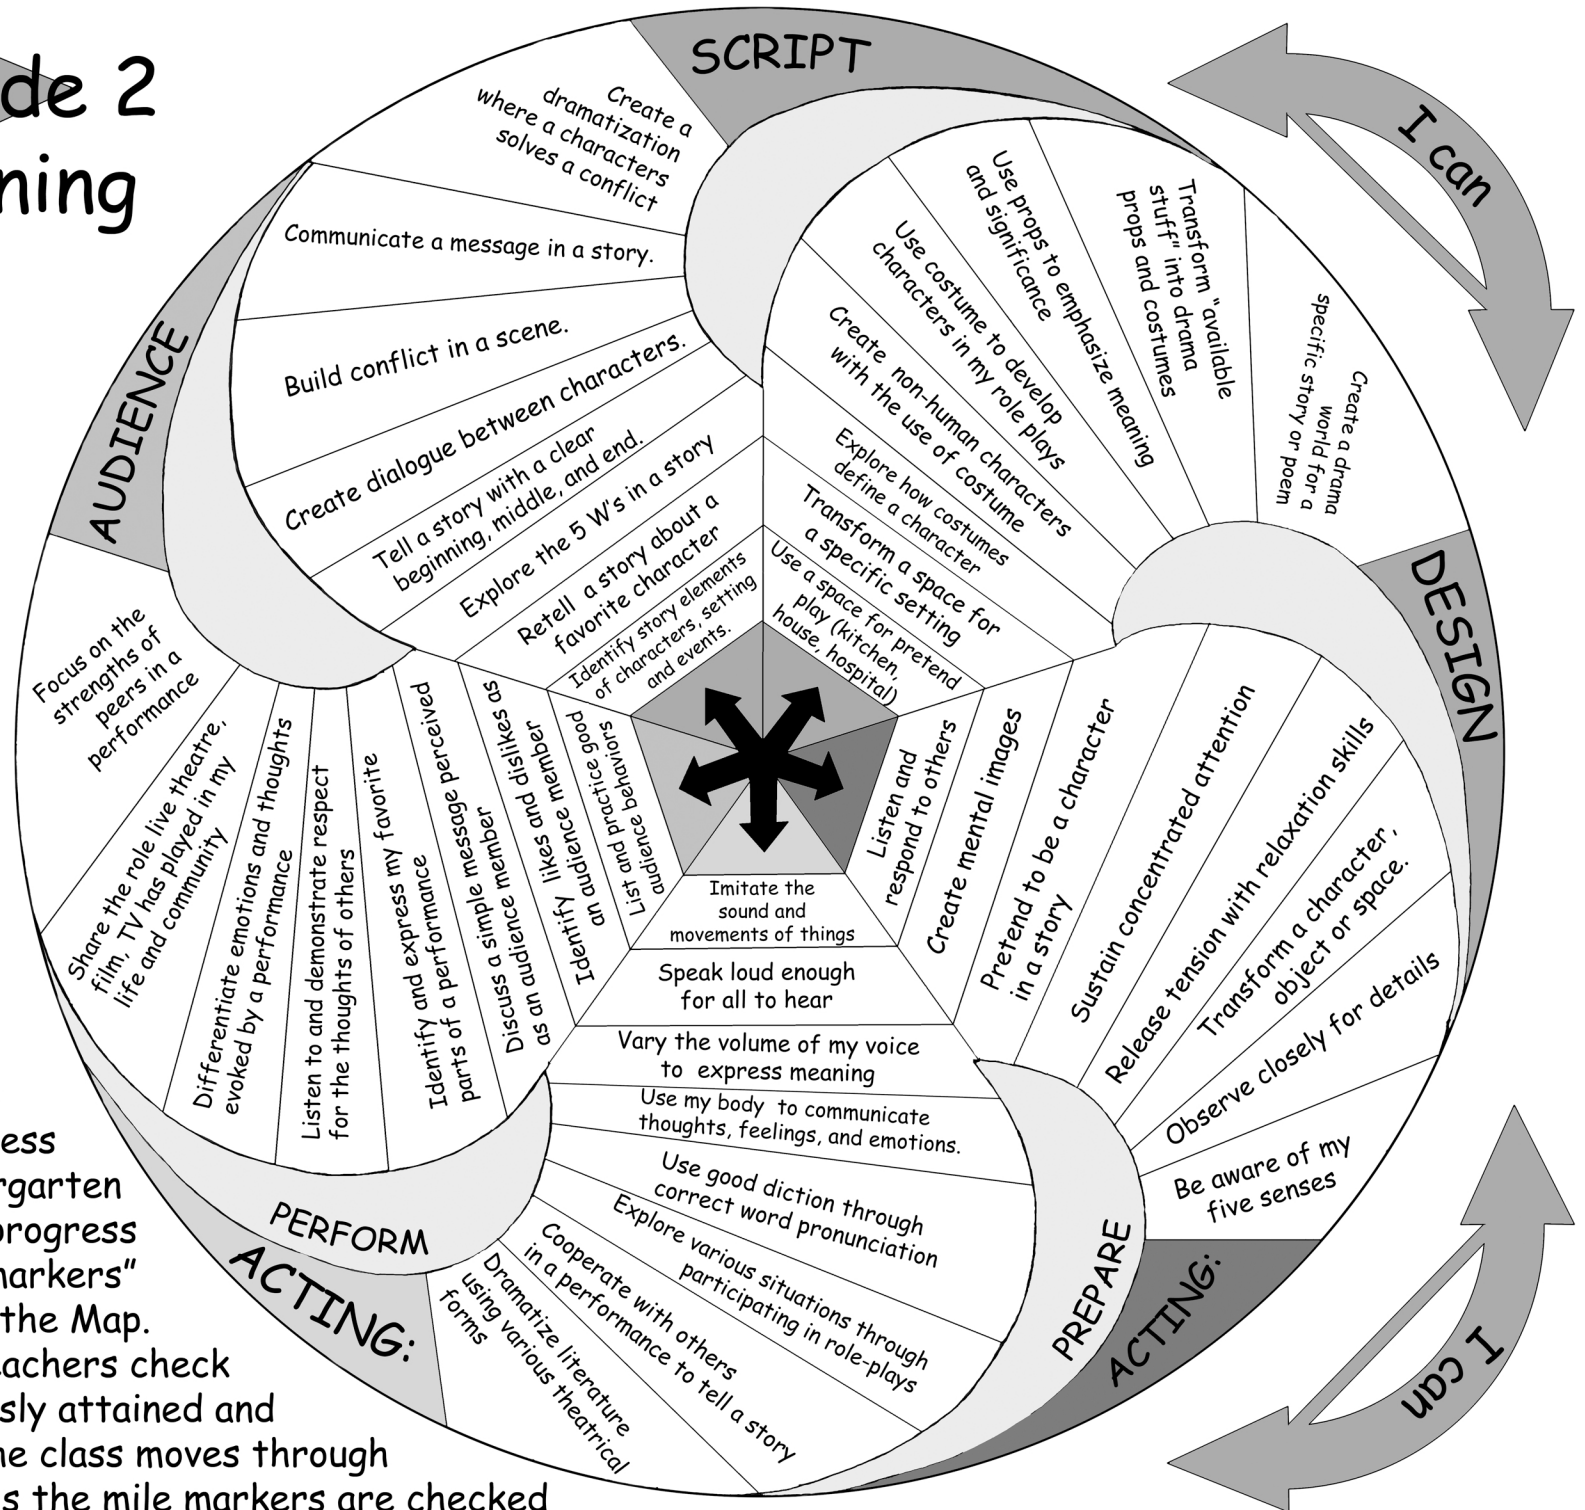 de 2
ning
SCRIPT
Create a
dramatization
where a characters
solves a conflict
Communicate a message in a story.
Build conflict in a scene.
Create dialogue between characters.
Tell a story with a clear
beginning, middle, and end.
Explore the 5 W's in a story
Retell a story about a
favorite character
Identify story elements
of characters, setting
and events.
DESIGN
Create a drama
world for a
specific story or poem
Transform “available
stuff” into drama
props and costumes
Use props to emphasize meaning
and significance
Use costume to develop
characters in my role plays
Create non-human characters
with the use of costume
Explore how costumes
define a character
Transform a space for
a specific setting
Use a space for pretend
play (kitchen,
house, hospital)
AUDIENCE
Focus on the
strengths of
peers in a
performance
Share the role live theatre,
film, TV has played in my
life and community
Differentiate emotions and thoughts
evoked by a performance
Listen to and demonstrate respect
for the thoughts of others
Identify and express my favorite
parts of a performance
Discuss a simple message perceived
as an audience member
Identify likes and dislikes as
an audience member
List and practice good
audience behaviors
Listen and
respond to others
Create mental images
Pretend to be a character
in a story
Sustain concentrated attention
Release tension with relaxation skills
Transform a character,
object or space.
Observe closely for details
Be aware of my
five senses
PREPARE
ACTING:
Imitate the
sound and
movements of things
Speak loud enough
for all to hear
Vary the volume of my voice
to express meaning
Use my body to communicate
thoughts, feelings, and emotions.
Use good diction through
correct word pronunciation
Explore various situations through
participating in role-plays
Cooperate with others
in a performance to tell a story
Dramatize literature
using various theatrical
forms
PERFORM
ACTING:
I can
I can
ess
rgarten
progress
markers”
the Map.
eachers check
sly attained and
he class moves through
s the mile markers are checked